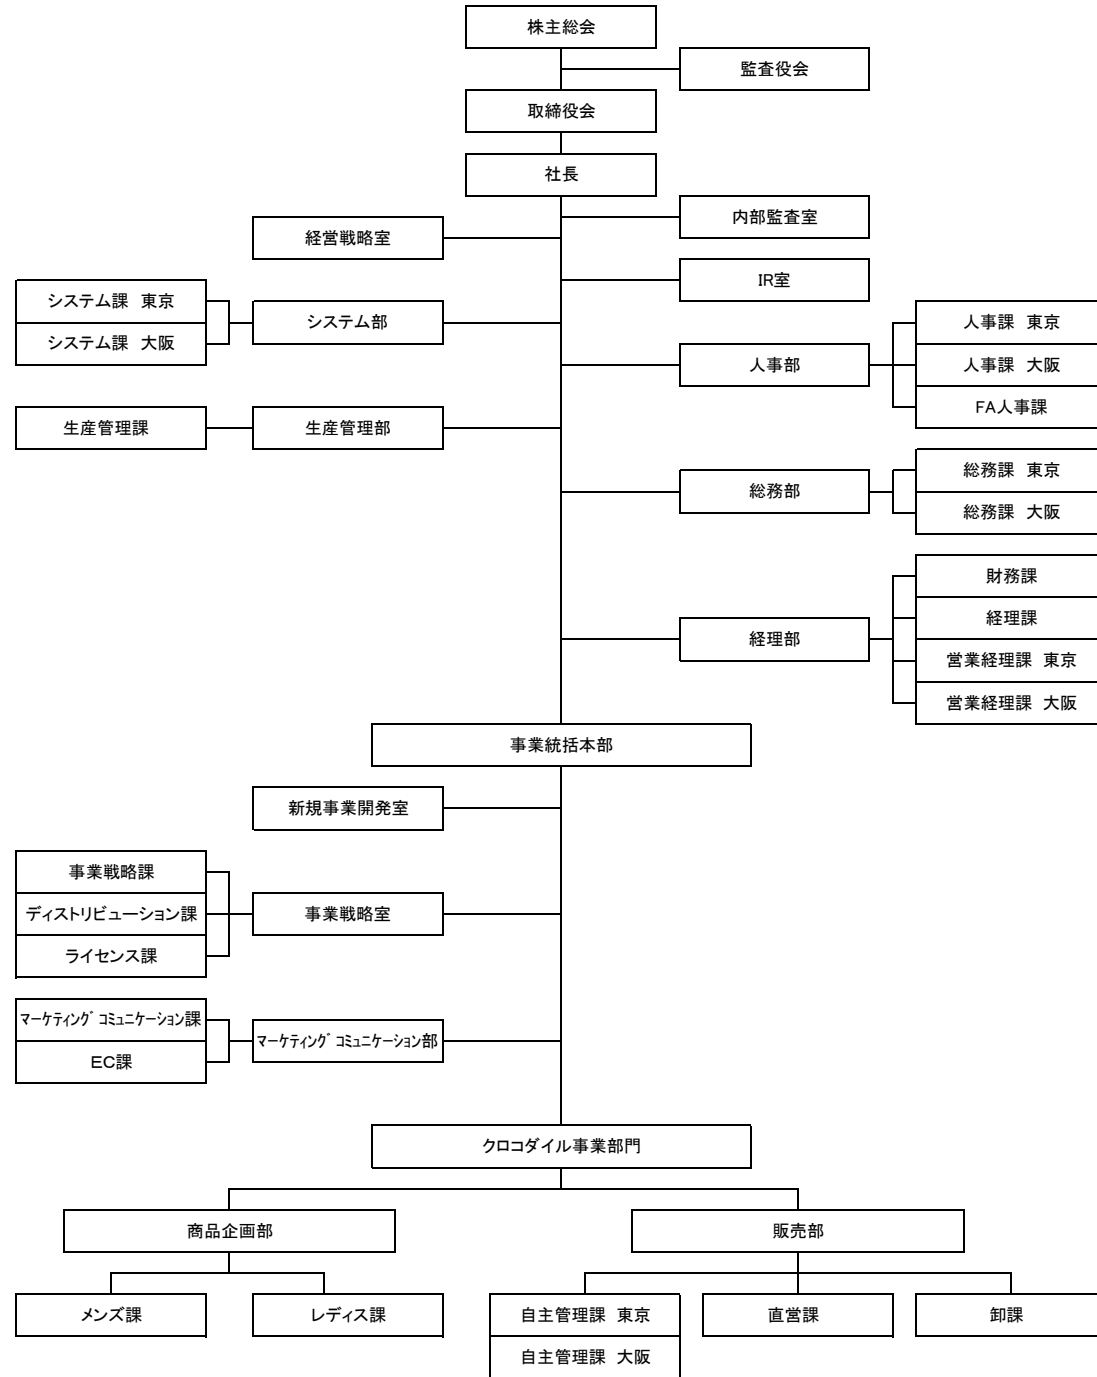 株主総会
監査役会
取締役会
社長
内部監査室
経営戦略室
IR室
システム課　東京
システム部
システム課　大阪
人事課　東京
人事部
人事課　大阪
FA人事課
生産管理課
生産管理部
総務課　東京
総務部
総務課　大阪
財務課
経理課
経理部
営業経理課　東京
営業経理課　大阪
事業統括本部
新規事業開発室
事業戦略課
ディストリビューション課
事業戦略室
ライセンス課
ﾏｰｹﾃｨﾝｸﾞ ｺﾐｭﾆｹｰｼｮﾝ課
ﾏｰｹﾃｨﾝｸﾞ ｺﾐｭﾆｹｰｼｮﾝ部
EC課
クロコダイル事業部門
商品企画部
販売部
メンズ課
レディス課
自主管理課　東京
直営課
卸課
自主管理課　大阪